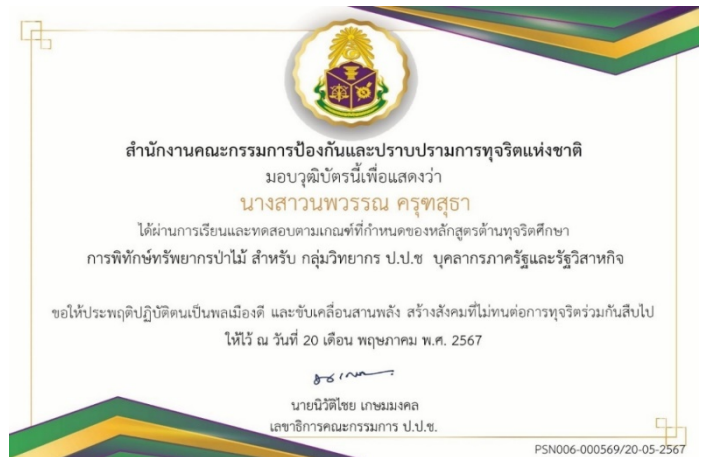 สำนักงานคณะกรรมการป้องกันและปราบปรามการทุจริตแห่งชาติ
มอบวุฒิบัตรนี้เพื่อแสดงว่า
นางสาวนพวรรณ ครุฑสุธา
ได้ผ่านการเรียนและทดสอบตามเกณฑ์ที่กำหนดของหลักสูตรต้านทุจริตศึกษา
การพิทักษ์ทรัพยากรป่าไม้ สำหรับ กลุ่มวิทยากร ป.ป.ช บุคลากรภาครัฐและรัฐวิสาหกิจ
ขอให้ประพฤติปฏิบัติตนเป็นพลเมืองดี และขับเคลื่อนสานพลัง สร้างสังคมที่ไม่ทนต่อการทุจริตร่วมกันสืบไป
ให้ไว้ ณ วันที่ 20 เดือน พฤษภาคม พ.ศ. 2567
นายนิวัติไชย เกษมมงคล
เลขาธิการคณะกรรมการ ป.ป.ช.
PSN006-000569/20-05-2567